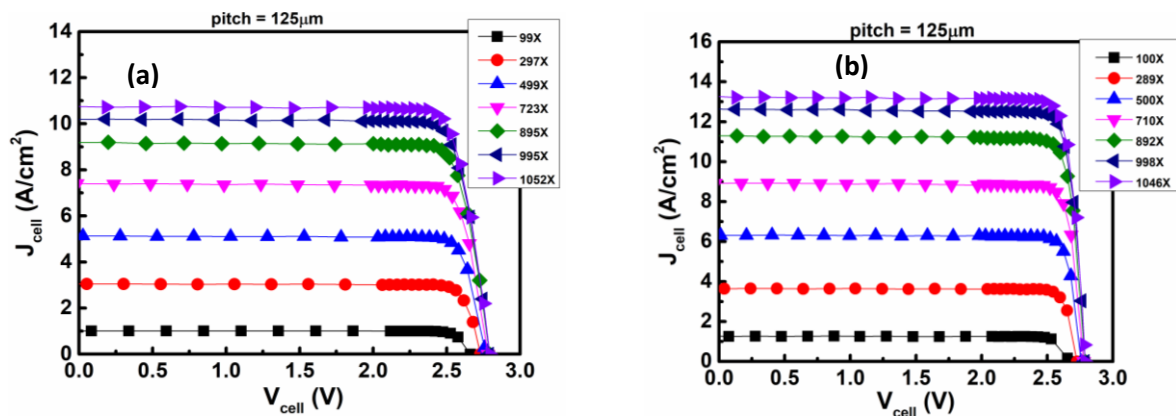 pitch = 125μm
(a)
99X
297X
499X
723X
895X
995X
1052X
14
12
10
8
6
4
2
0
J_cell (A/cm²)
0.0 0.5 1.0 1.5 2.0 2.5 3.0
V_cell (V)
pitch = 125μm
(b)
100X
289X
500X
710X
892X
998X
1046X
16
14
12
10
8
6
4
2
0
J_cell (A/cm²)
0.0 0.5 1.0 1.5 2.0 2.5 3.0
V_cell (V)